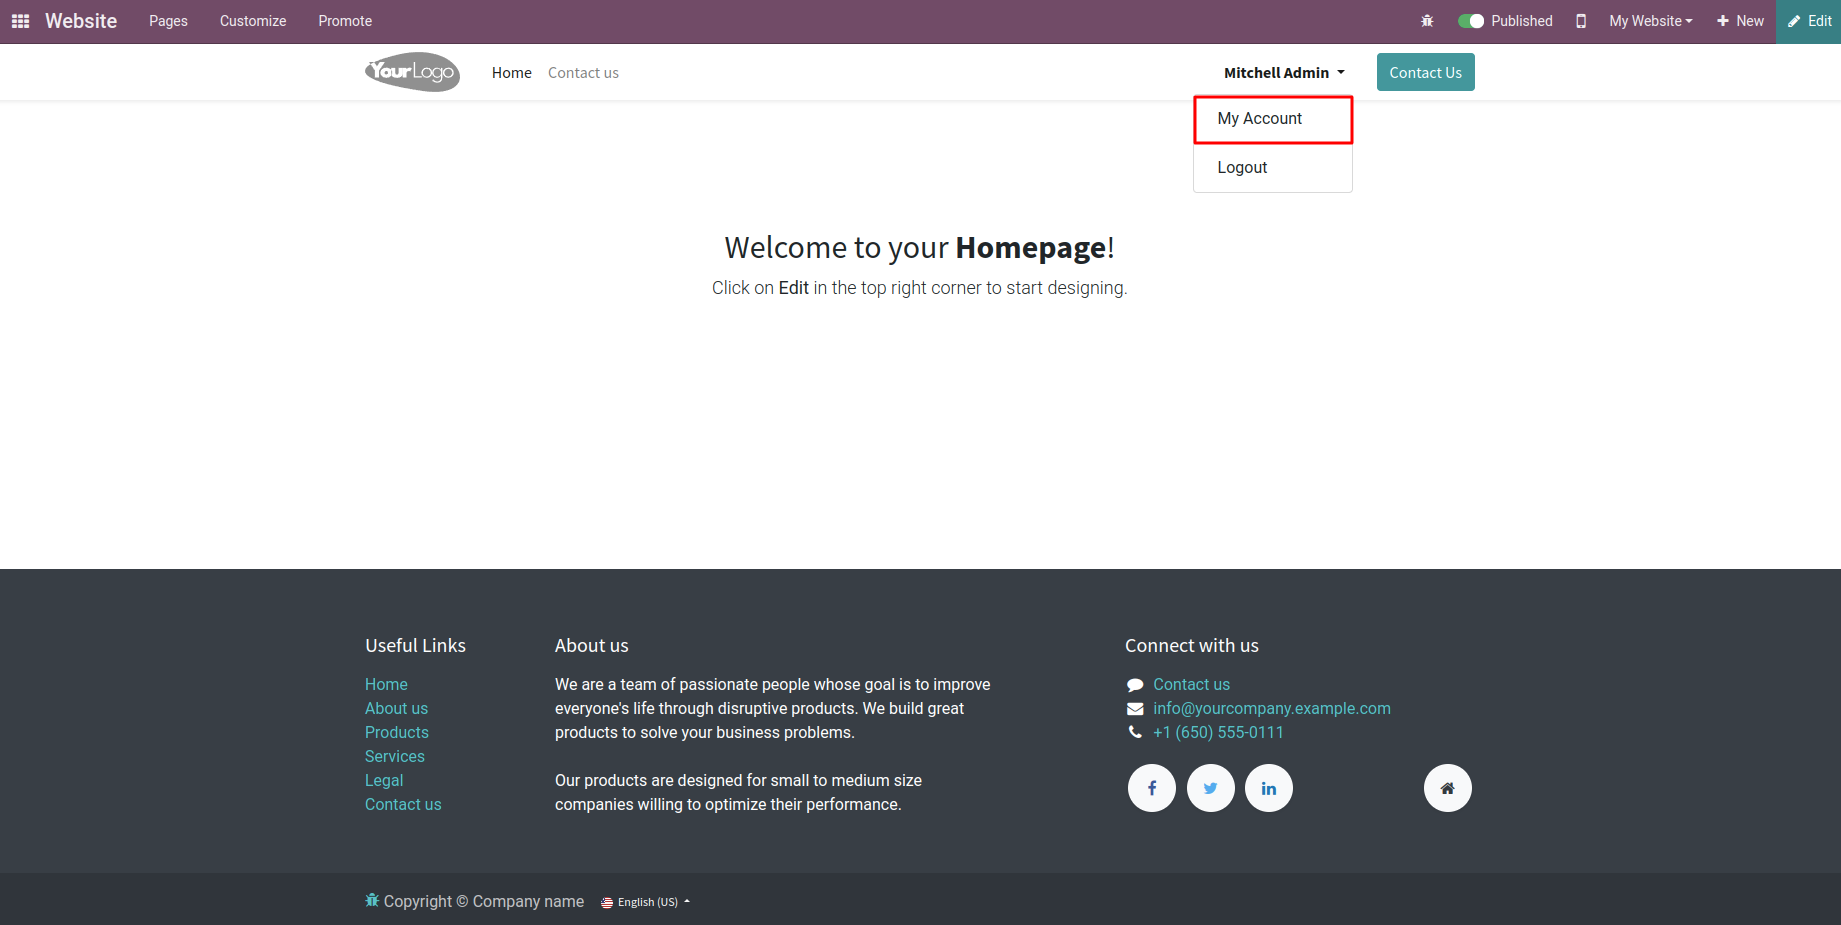 Website Pages Customize Promote Published My Website New Edit
YourLogo Home Contact us Mitchell Admin Contact Us
My Account
Logout
Welcome to your Homepage!
Click on Edit in the top right corner to start designing.
Useful Links
Home
About us
Products
Services
Legal
Contact us
About us
We are a team of passionate people whose goal is to improve
everyone's life through disruptive products. We build great
products to solve your business problems.
Our products are designed for small to medium size
companies willing to optimize their performance.
Connect with us
Contact us
info@yourcompany.example.com
+1 (650) 555-0111
Copyright © Company name English (US)